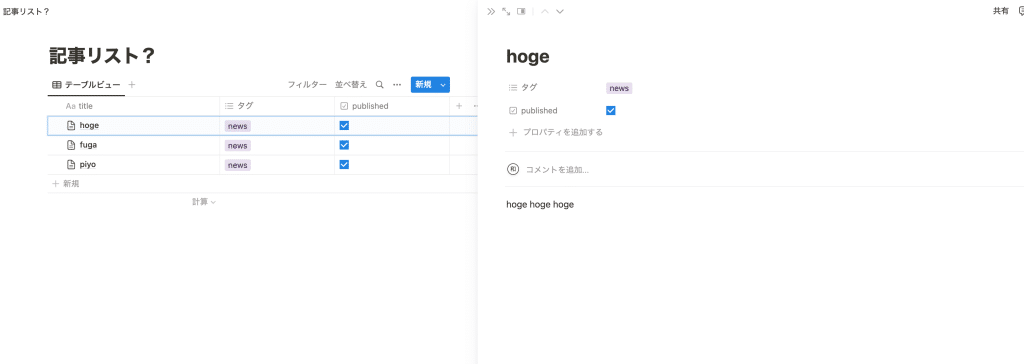 記事リスト？
記事リスト？
テーブルビュー
フィルター 並べ替え 新規
Aa title タグ published
hoge news
fuga news
piyo news
新規
計算
共有
hoge
タグ news
published
プロパティを追加する
和 コメントを追加...
hoge hoge hoge